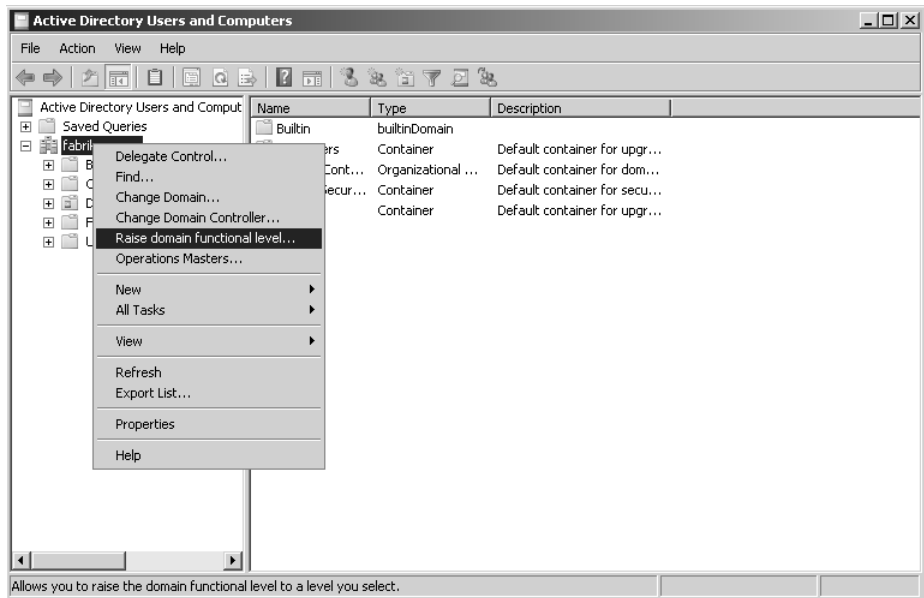 Active Directory Users and Computers
File Action View Help
Active Directory Users and Comput
Saved Queries
fabrik
B
C
D
F
U
Name Type Description
Builtin builtinDomain
ers Container Default container for upgr...
Cont... Organizational ... Default container for dom...
Secur... Container Default container for secu...
Container Default container for upgr...
Delegate Control...
Find...
Change Domain...
Change Domain Controller...
Raise domain functional level...
Operations Masters...
New
All Tasks
View
Refresh
Export List...
Properties
Help
Allows you to raise the domain functional level to a level you select.